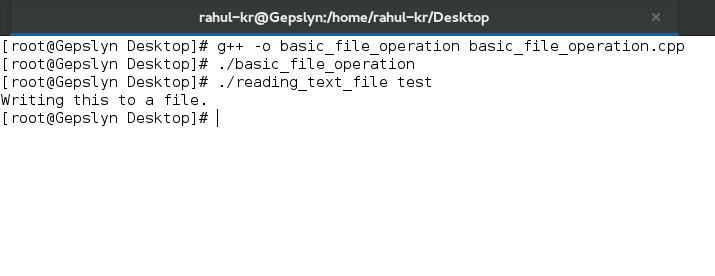 rahul-kr@Gepslyn:/home/rahul-kr/Desktop ×
[root@Gepslyn Desktop]# g++ -o basic_file_operation basic_file_operation.cpp
[root@Gepslyn Desktop]# ./basic_file_operation
[root@Gepslyn Desktop]# ./reading_text_file test
Writing this to a file.
[root@Gepslyn Desktop]#